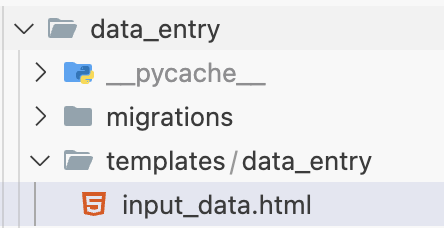 data_entry
__pycache__
migrations
templates/data_entry
input_data.html